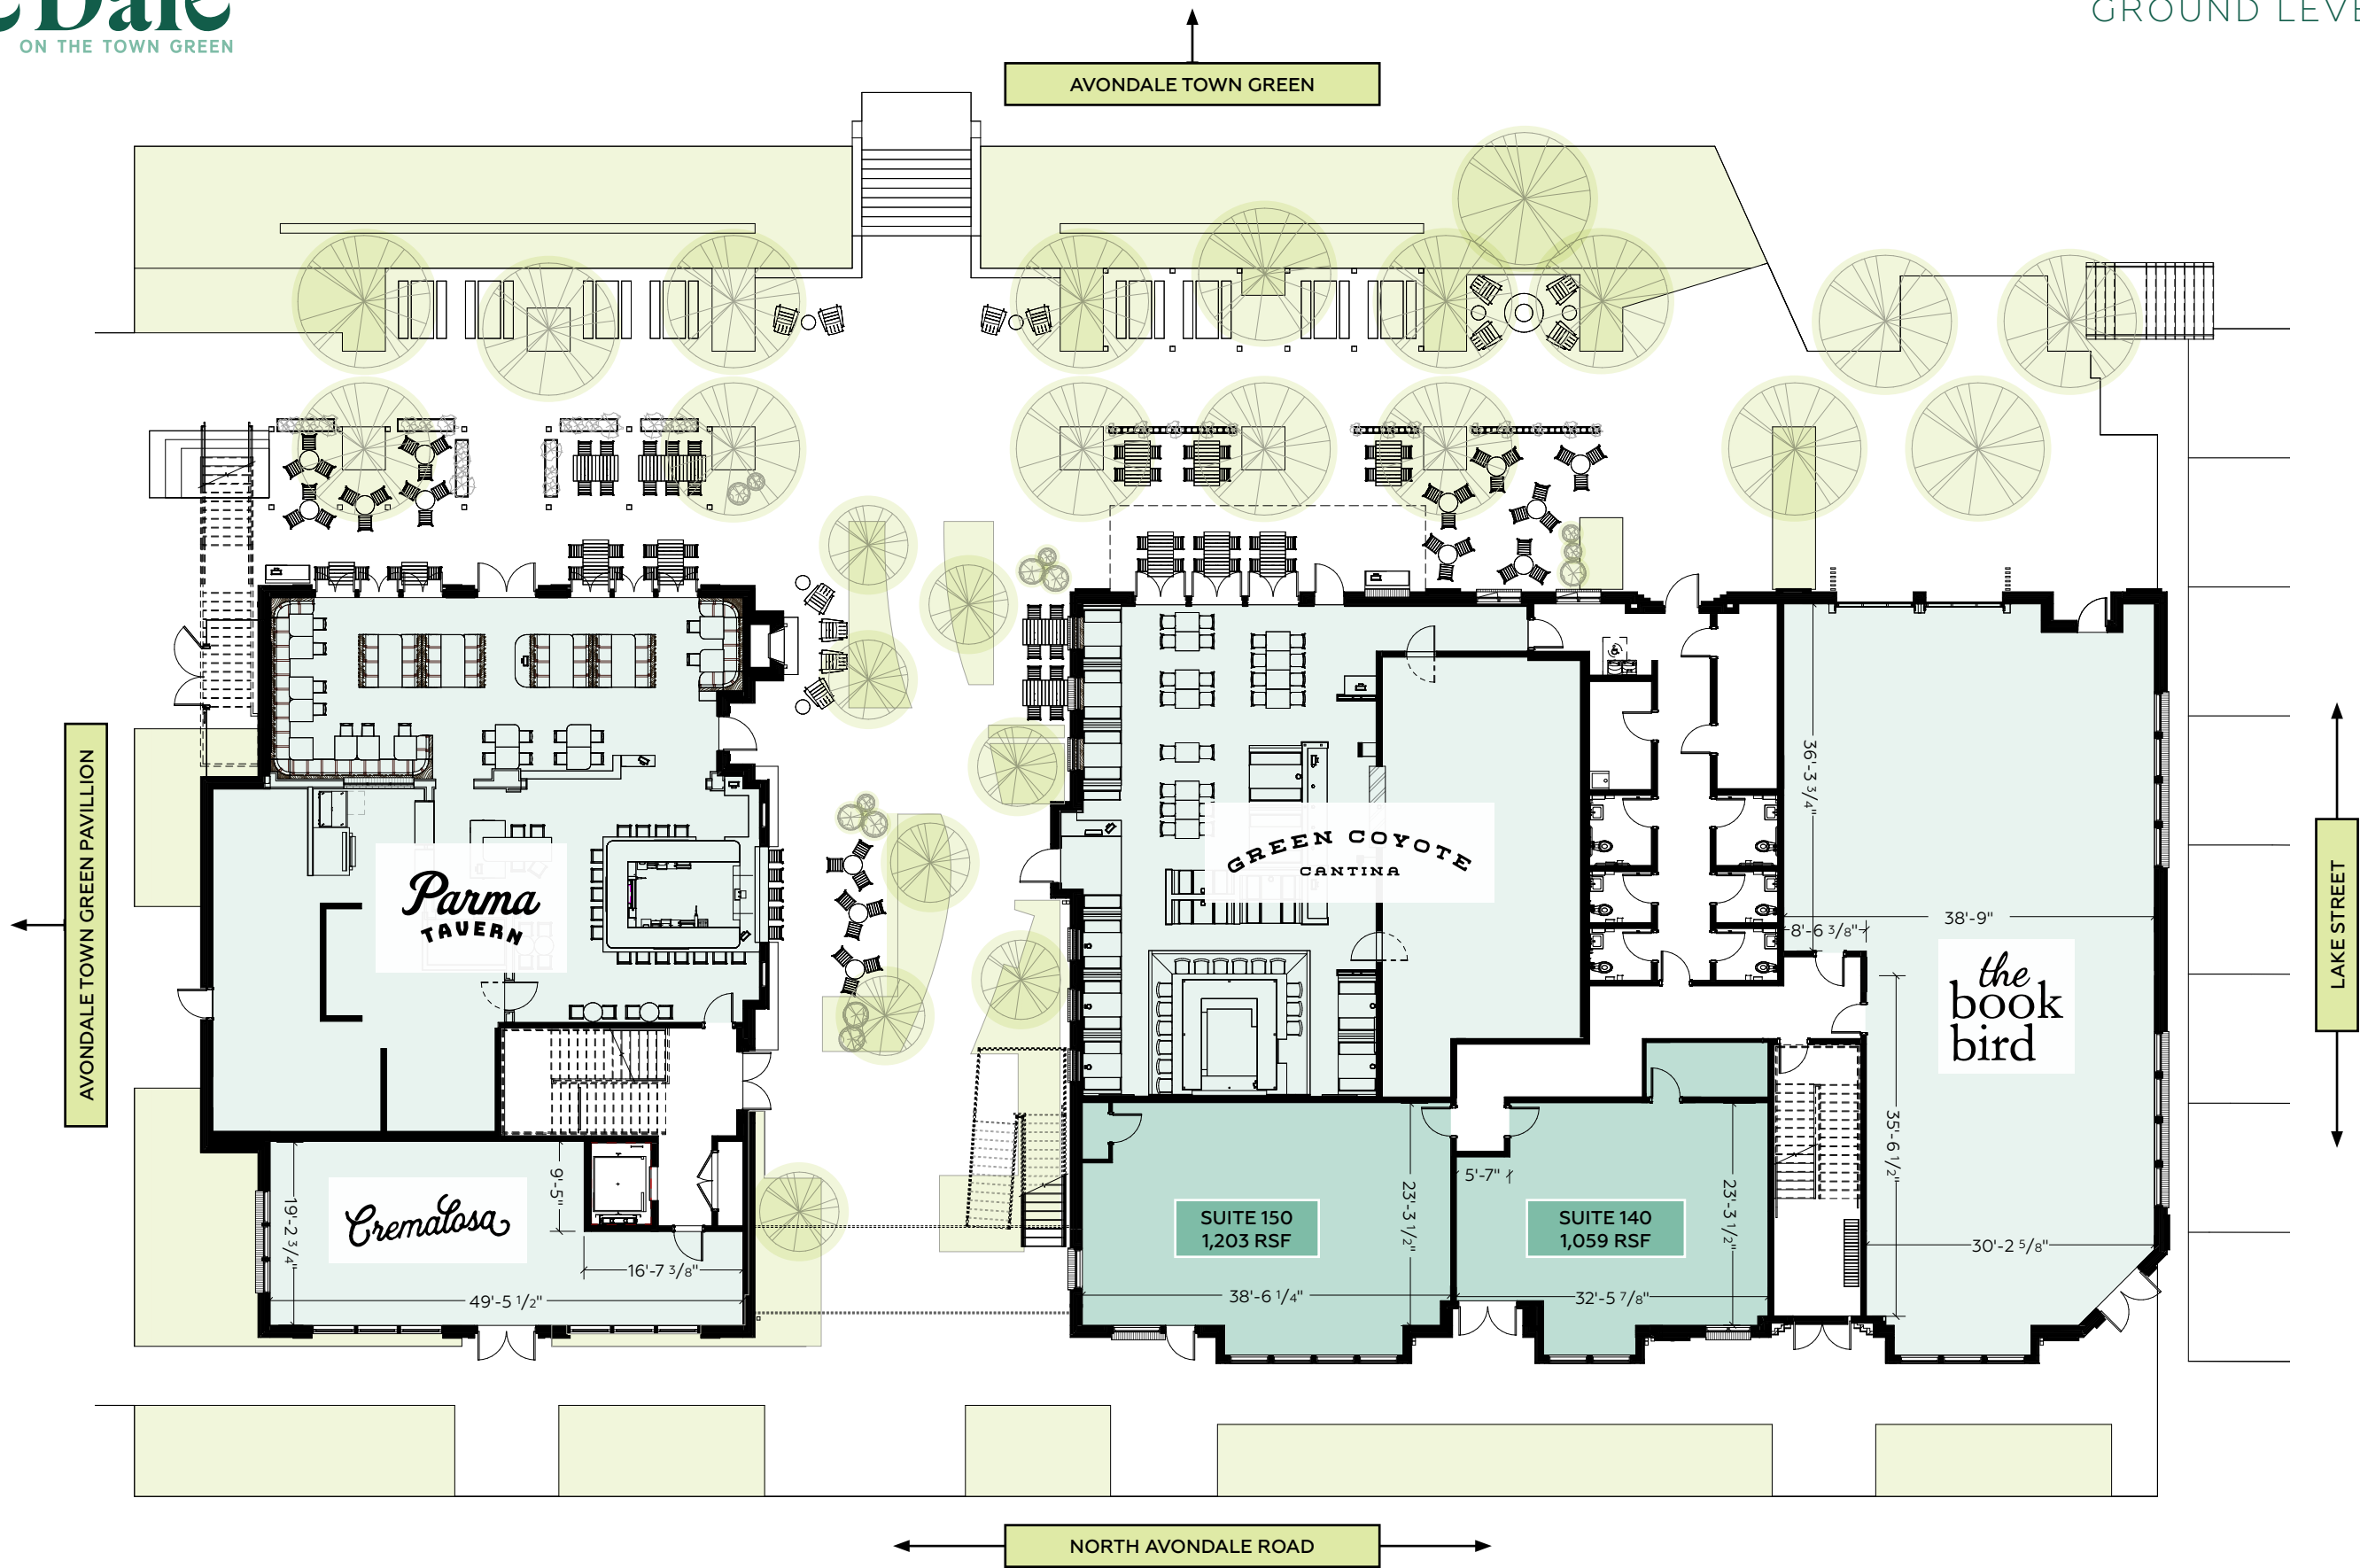 Dale
ON THE TOWN GREEN
GROUND LEVE
AVONDALE TOWN GREEN
AVONDALE TOWN GREEN PAVILLION
LAKE STREET
Parma
TAVERN
GREEN COYOTE
CANTINA
36'-3 3/4"
38'-9"
8'-6 3/8"
the
book
bird
35'-6 1/2"
30'-2 5/8"
Cremalosa
19'-2 3/4"
9'-5"
16'-7 3/8"
49'-5 1/2"
SUITE 150
1,203 RSF
23'-3 1/2"
38'-6 1/4"
5'-7"
SUITE 140
1,059 RSF
23'-3 1/2"
32'-5 7/8"
NORTH AVONDALE ROAD